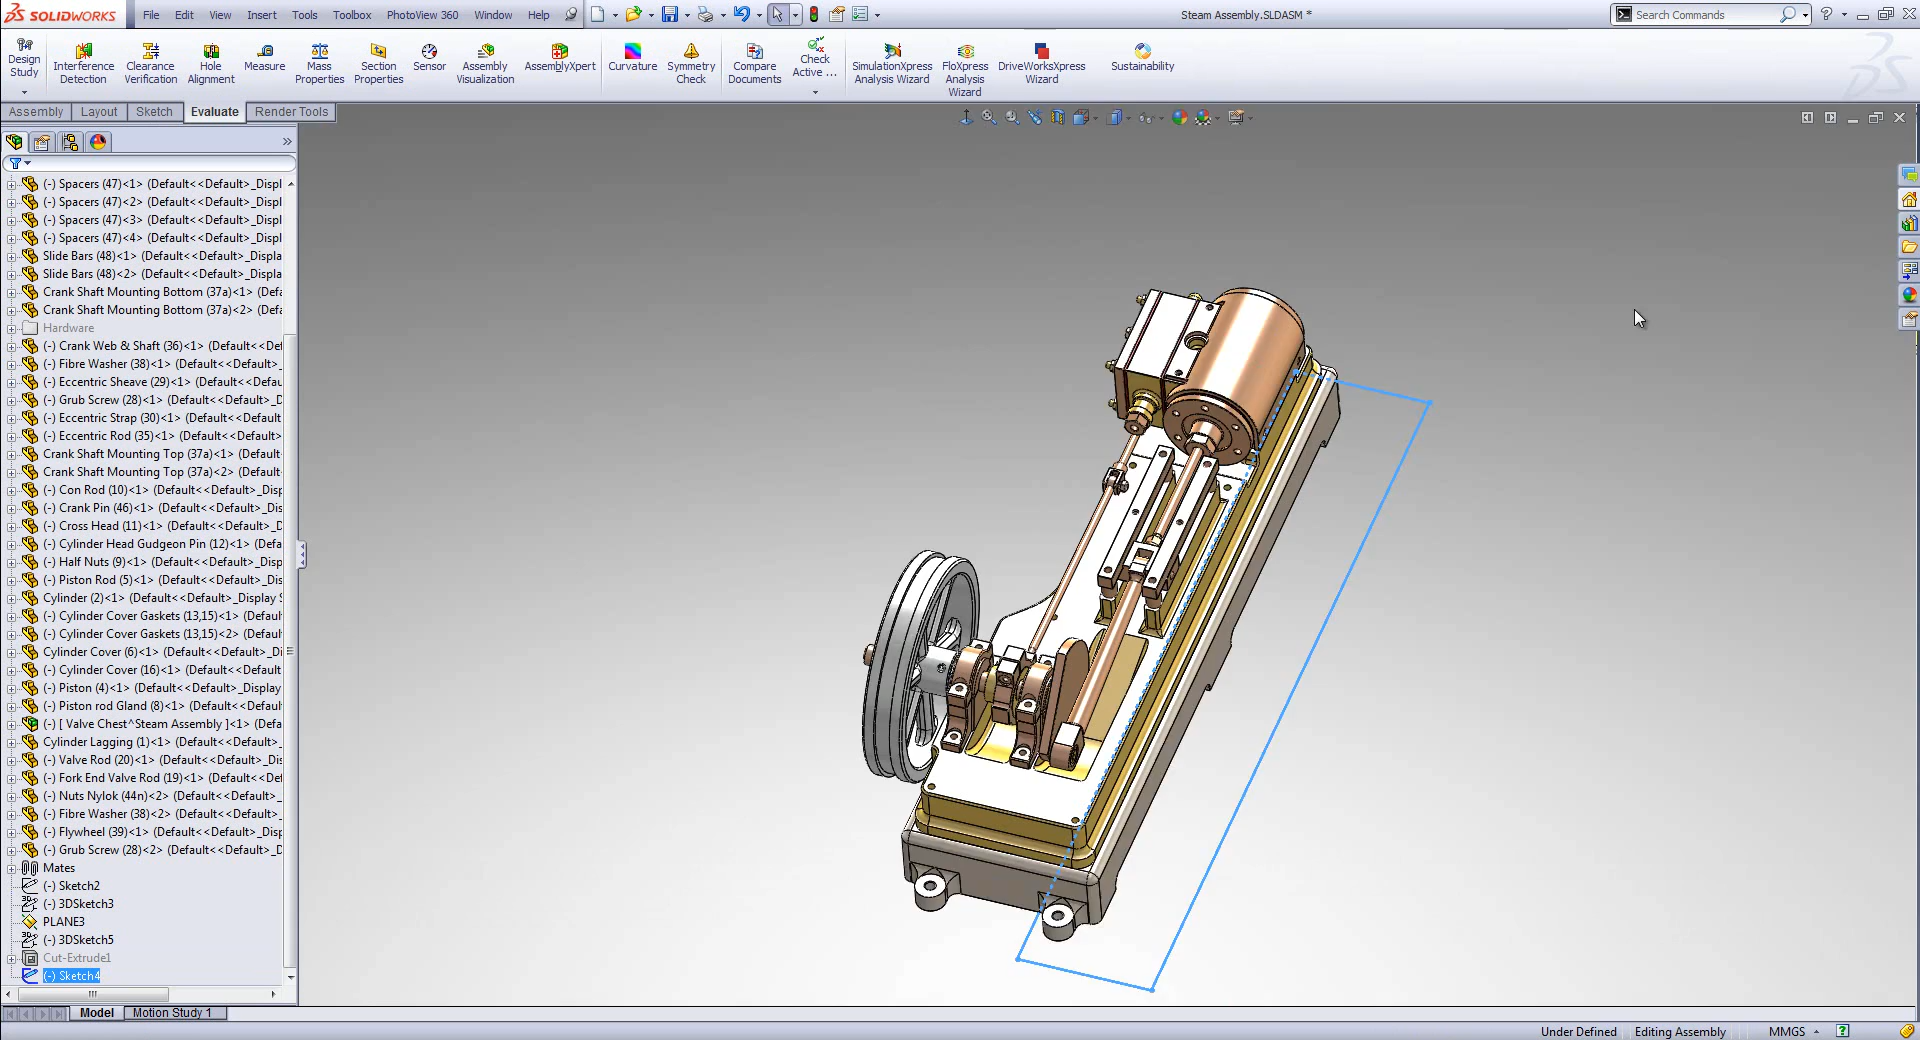 SOLIDWORKS File Edit View Insert Tools Toolbox PhotoView 360 Window Help Steam Assembly.SLDASM * Search Commands
Design Study
Interference Detection
Clearance Verification
Hole Alignment
Measure
Mass Properties
Section Properties
Sensor
Assembly Visualization
AssemblyXpert
Curvature
Symmetry Check
Compare Documents
Check Active ...
SimulationXpress Analysis Wizard
FloXpress Analysis Wizard
DriveWorksXpress Wizard
Sustainability
Assembly Layout Sketch Evaluate Render Tools
(-) Spacers (47)<1> (Default<<Default>_Displ
(-) Spacers (47)<2> (Default<<Default>_Displ
(-) Spacers (47)<3> (Default<<Default>_Displ
(-) Spacers (47)<4> (Default<<Default>_Displ
Slide Bars (48)<1> (Default<<Default>_Displa
Slide Bars (48)<2> (Default<<Default>_Displa
Crank Shaft Mounting Bottom (37a)<1> (Defa
Crank Shaft Mounting Bottom (37a)<2> (Defa
Hardware
(-) Crank Web & Shaft (36)<1> (Default<<Def
(-) Fibre Washer (38)<1> (Default<<Default>_
(-) Eccentric Sheave (29)<1> (Default<<Defau
(-) Grub Screw (28)<1> (Default<<Default>_D
(-) Eccentric Strap (30)<1> (Default<<Default
(-) Eccentric Rod (35)<1> (Default<<Default>
Crank Shaft Mounting Top (37a)<1> (Default
Crank Shaft Mounting Top (37a)<2> (Default
(-) Con Rod (10)<1> (Default<<Default>_Disp
(-) Crank Pin (46)<1> (Default<<Default>_Dis
(-) Cross Head (11)<1> (Default<<Default>_D
(-) Cylinder Head Gudgeon Pin (12)<1> (Defa
(-) Half Nuts (9)<1> (Default<<Default>_Disp
(-) Piston Rod (5)<1> (Default<<Default>_Dis
Cylinder (2)<1> (Default<<Default>_Display S
(-) Cylinder Cover Gaskets (13,15)<1> (Defaul
(-) Cylinder Cover Gaskets (13,15)<2> (Defaul
Cylinder Cover (6)<1> (Default<<Default>_Di
(-) Cylinder Cover (16)<1> (Default<<Default
(-) Piston (4)<1> (Default<<Default>_Display
(-) Piston rod Gland (8)<1> (Default<<Default
(-) [ Valve Chest^Steam Assembly ]<1> (Defa
Cylinder Lagging (1)<1> (Default<<Default>_
(-) Valve Rod (20)<1> (Default<<Default>_Dis
(-) Fork End Valve Rod (19)<1> (Default<<Def
(-) Nuts Nylok (44n)<2> (Default<<Default>_
(-) Fibre Washer (38)<2> (Default<<Default>_
(-) Flywheel (39)<1> (Default<<Default>_Disp
(-) Grub Screw (28)<2> (Default<<Default>_D
Mates
(-) Sketch2
(-) 3DSketch3
PLANE3
(-) 3DSketch5
Cut-Extrude1
(-) Sketch4
Model Motion Study 1
Under Defined Editing Assembly MMGS